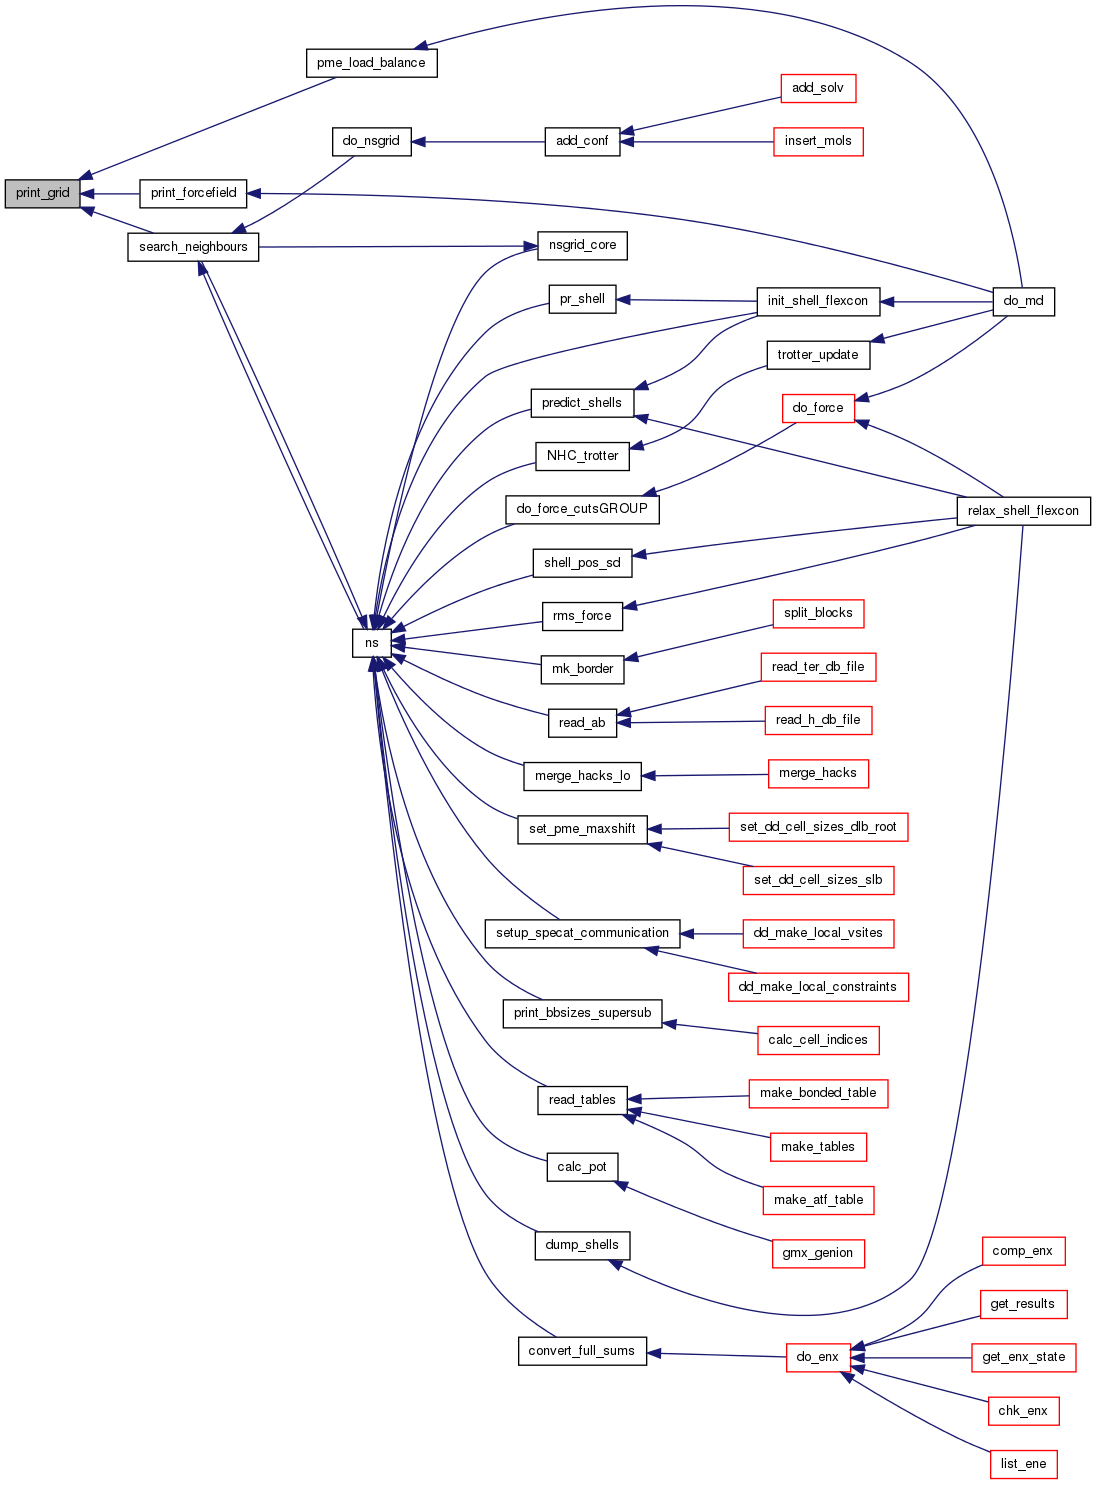 pme_load_balance
add_solv
do_nsgrid
add_conf
insert_mols
print_grid
print_forcefield
search_neighbours
nsgrid_core
pr_shell
init_shell_flexcon
do_md
trotter_update
predict_shells
do_force
NHC_trotter
do_force_cutsGROUP
relax_shell_flexcon
shell_pos_sd
rms_force
split_blocks
ns
mk_border
read_ter_db_file
read_ab
read_h_db_file
merge_hacks_lo
merge_hacks
set_pme_maxshift
set_dd_cell_sizes_dlb_root
set_dd_cell_sizes_slb
setup_specat_communication
dd_make_local_vsites
dd_make_local_constraints
print_bbsizes_supersub
calc_cell_indices
read_tables
make_bonded_table
make_tables
calc_pot
make_atf_table
dump_shells
gmx_genion
comp_enx
get_results
convert_full_sums
do_enx
get_enx_state
chk_enx
list_ene